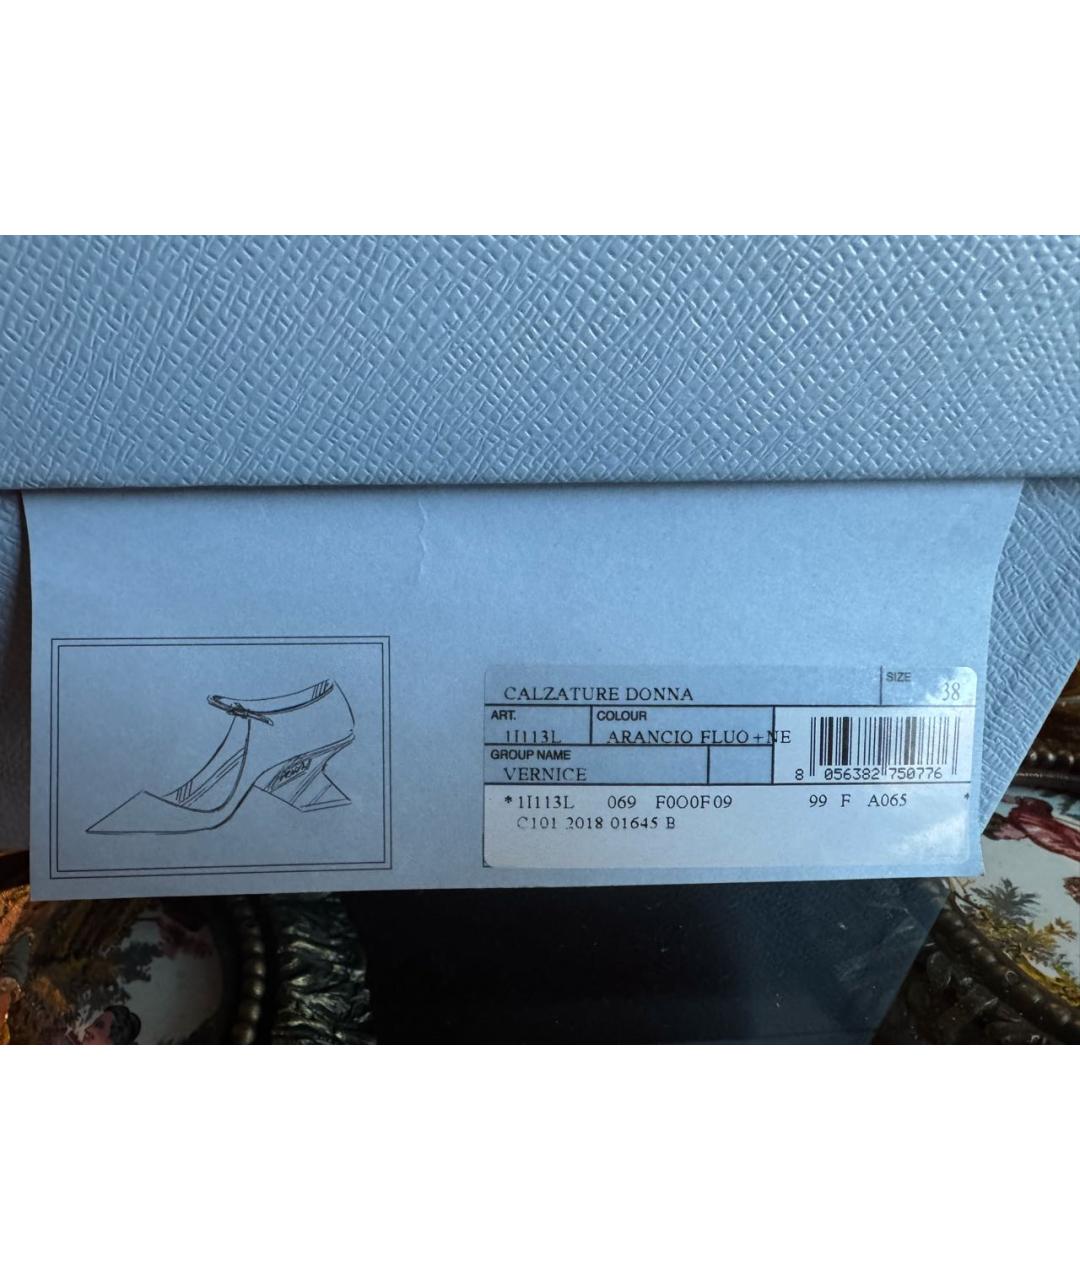 CALZATURE DONNA
SIZE
38
ART.
1I113L
COLOUR
ARANCIO FLUO+NE
GROUP NAME
VERNICE
8 056382 750776
*1I113L 069 F0O0F09 99 F A065 *
C101 2018 01645 B